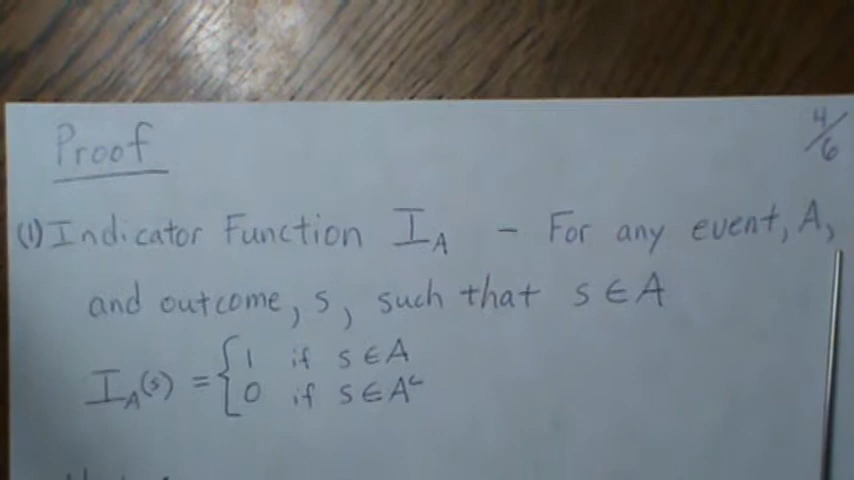 Proof
4/6
(1) Indicator Function I_A - For any event, A,
and outcome, s, such that s ∈ A
I_A(s) = { 1 if s ∈ A
0 if s ∈ A^c